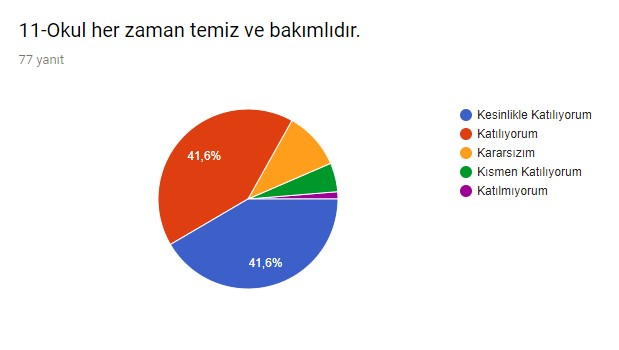 11-Okul her zaman temiz ve bakımlıdır.
77 yanıt
41,6%
41,6%
Kesinlikle Katılıyorum
Katılıyorum
Kararsızım
Kısmen Katılıyorum
Katılmıyorum